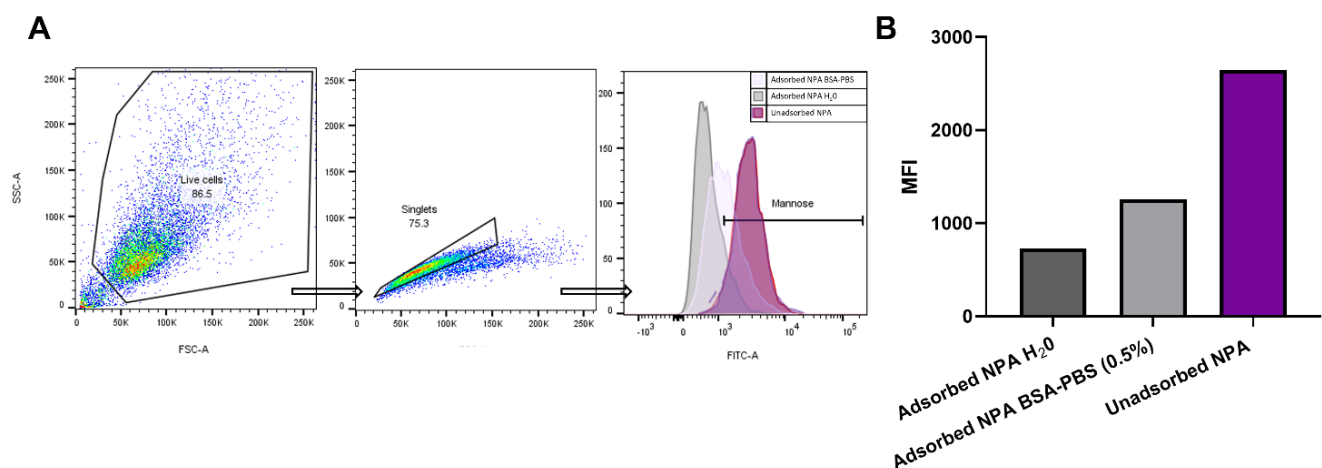 A
250K
200K
150K
100K
50K
0
SSC-A
Live cells
86.5
0
50K
100K
150K
200K
250K
FSC-A
250K
200K
150K
100K
50K
0
Singlets
75.3
50K
100K
150K
200K
250K
Adsorbed NPA BSA-PBS
Adsorbed NPA H20
Unadsorbed NPA
200
150
100
50
0
Mannose
-103
0
103
104
105
FITC-A
B
3000
2000
1000
0
MFI
Adsorbed NPA H20
Adsorbed NPA BSA-PBS (0.5%)
Unadsorbed NPA